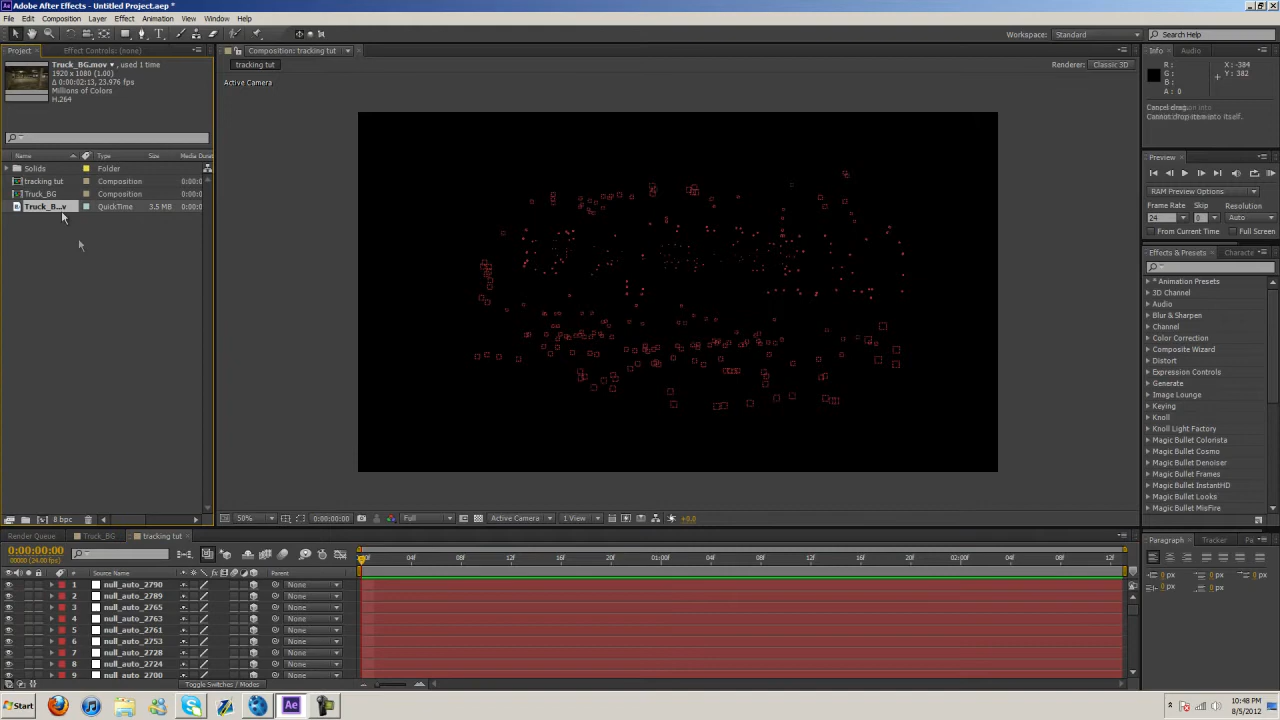 Adobe After Effects - Untitled Project.aep *
File Edit Composition Layer Effect Animation View Window Help
Workspace: Standard
Search Help
Project
Effect Controls: (none)
Truck_BG.mov ▼, used 1 time
1920 x 1080 (1.00)
Δ 0:00:02:13, 23.976 fps
Millions of Colors
H.264
Name Type Size Media Durat
Solids Folder
tracking tut Composition 0:00:0
Truck_BG Composition 0:00:0
Truck_B...v QuickTime 3.5 MB 0:00:0
8 bpc
Composition: tracking tut
tracking tut
Renderer: Classic 3D
Active Camera
50% 0:00:00:00 Full Active Camera 1 View +0.0
Info Audio
R :
G :
B :
A : 0
X : -384
Y : 382
Cancel drag.
Cannot drop item into itself.
Preview
RAM Preview Options
Frame Rate Skip Resolution
24 0 Auto
From Current Time Full Screen
Effects & Presets Characte
* Animation Presets
3D Channel
Audio
Blur & Sharpen
Channel
Color Correction
Composite Wizard
Distort
Expression Controls
Generate
Image Lounge
Keying
Knoll
Knoll Light Factory
Magic Bullet Colorista
Magic Bullet Cosmo
Magic Bullet Denoiser
Magic Bullet Frames
Magic Bullet InstantHD
Magic Bullet Looks
Magic Bullet MisFire
Paragraph Tracker Pa
0 px 0 px 0 px
0 px 0 px
Render Queue Truck_BG tracking tut
0:00:00:00
00000 (24.00 fps)
:00f 04f 08f 12f 16f 20f 01:00f 04f 08f 12f 16f 20f 02:00f 04f 08f 12f
# Source Name Parent
1 null_auto_2790 None
2 null_auto_2789 None
3 null_auto_2765 None
4 null_auto_2763 None
5 null_auto_2761 None
6 null_auto_2753 None
7 null_auto_2728 None
8 null_auto_2724 None
9 null_auto_2700 None
Toggle Switches / Modes
Start
10:48 PM
8/5/2012